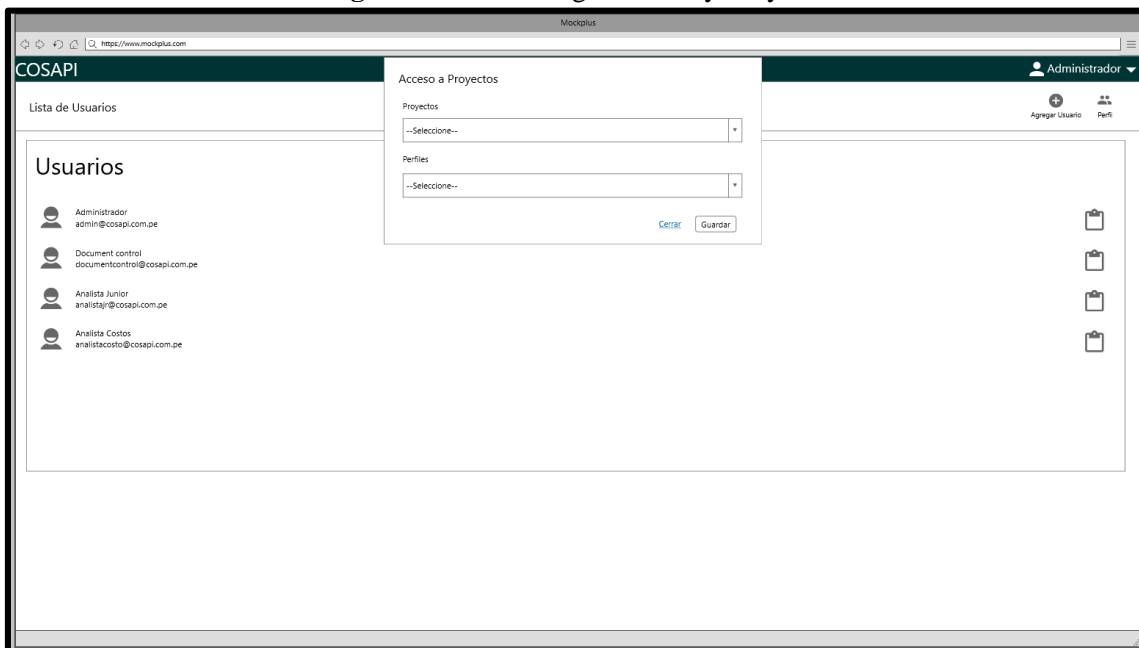 Mockplus
https://www.mockplus.com
COSAPI
Administrador
Lista de Usuarios
Agregar Usuario
Perfil
Acceso a Proyectos
Proyectos
--Seleccione--
Perfiles
--Seleccione--
Cerrar
Guardar
Usuarios
Administrador
admin@cosapi.com.pe
Document control
documentcontrol@cosapi.com.pe
Analista Junior
analistajr@cosapi.com.pe
Analista Costos
analistacosto@cosapi.com.pe